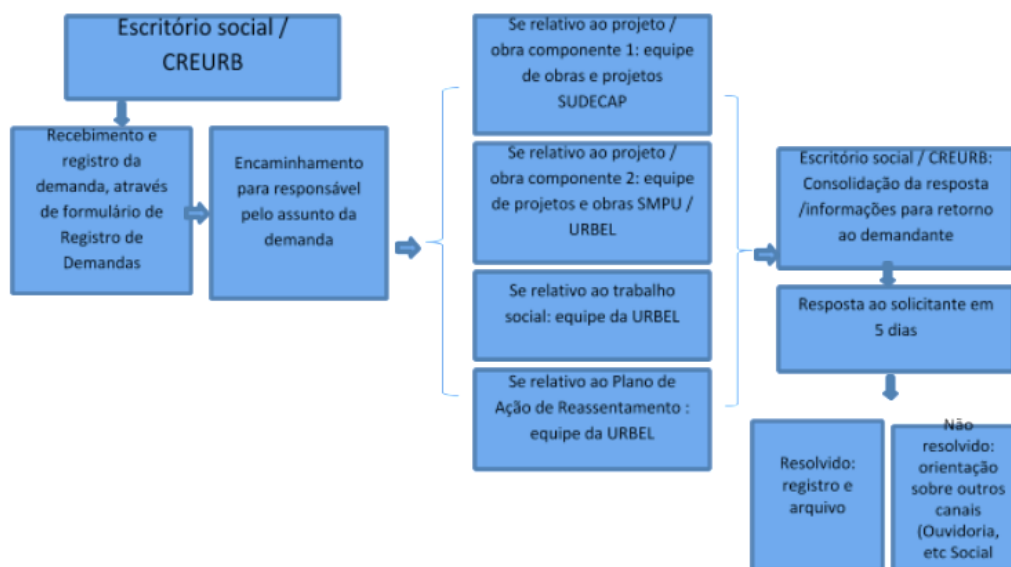 Escritório social /
CREURB
Recebimento e
registro da
demanda, através
de formulário de
Registro de
Demandas
Encaminhamento
para responsável
pelo assunto da
demanda
Se relativo ao projeto /
obra componente 1: equipe
de obras e projetos
SUDECAP
Se relativo ao projeto /
obra componente 2: equipe
de projetos e obras SMPU /
URBEL
Se relativo ao trabalho
social: equipe da URBEL
Se relativo ao Plano de
Ação de Reassentamento :
equipe da URBEL
Escritório social / CREURB:
Consolidação da resposta
/informações para retorno
ao demandante
Resposta ao solicitante em
5 dias
Resolvido:
registro e
arquivo
Não
resolvido:
orientação
sobre outros
canais
(Ouvidoria,
etc Social